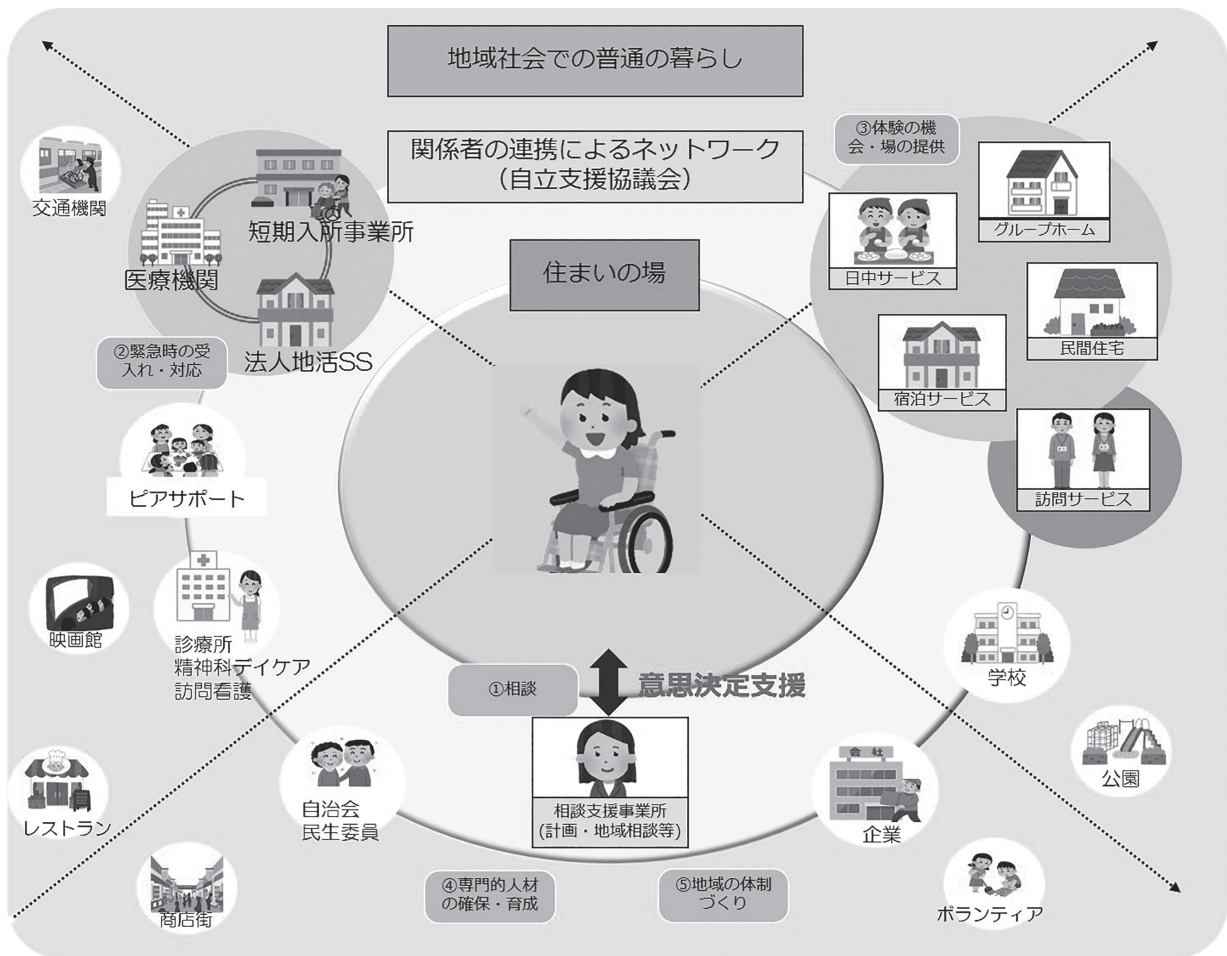 地域社会での普通の暮らし
関係者の連携によるネットワーク
(自立支援協議会)
住まいの場
交通機関
短期入所事業所
医療機関
法人地活SS
②緊急時の受
入れ・対応
③体験の機
会・場の提供
グループホーム
日中サービス
民間住宅
宿泊サービス
訪問サービス
ピアサポート
映画館
診療所
精神科デイケア
訪問看護
レストラン
商店街
自治会
民生委員
①相談
意思決定支援
相談支援事業所
(計画・地域相談等)
④専門的人材
の確保・育成
⑤地域の体制
づくり
会社
企業
学校
公園
ボランティア